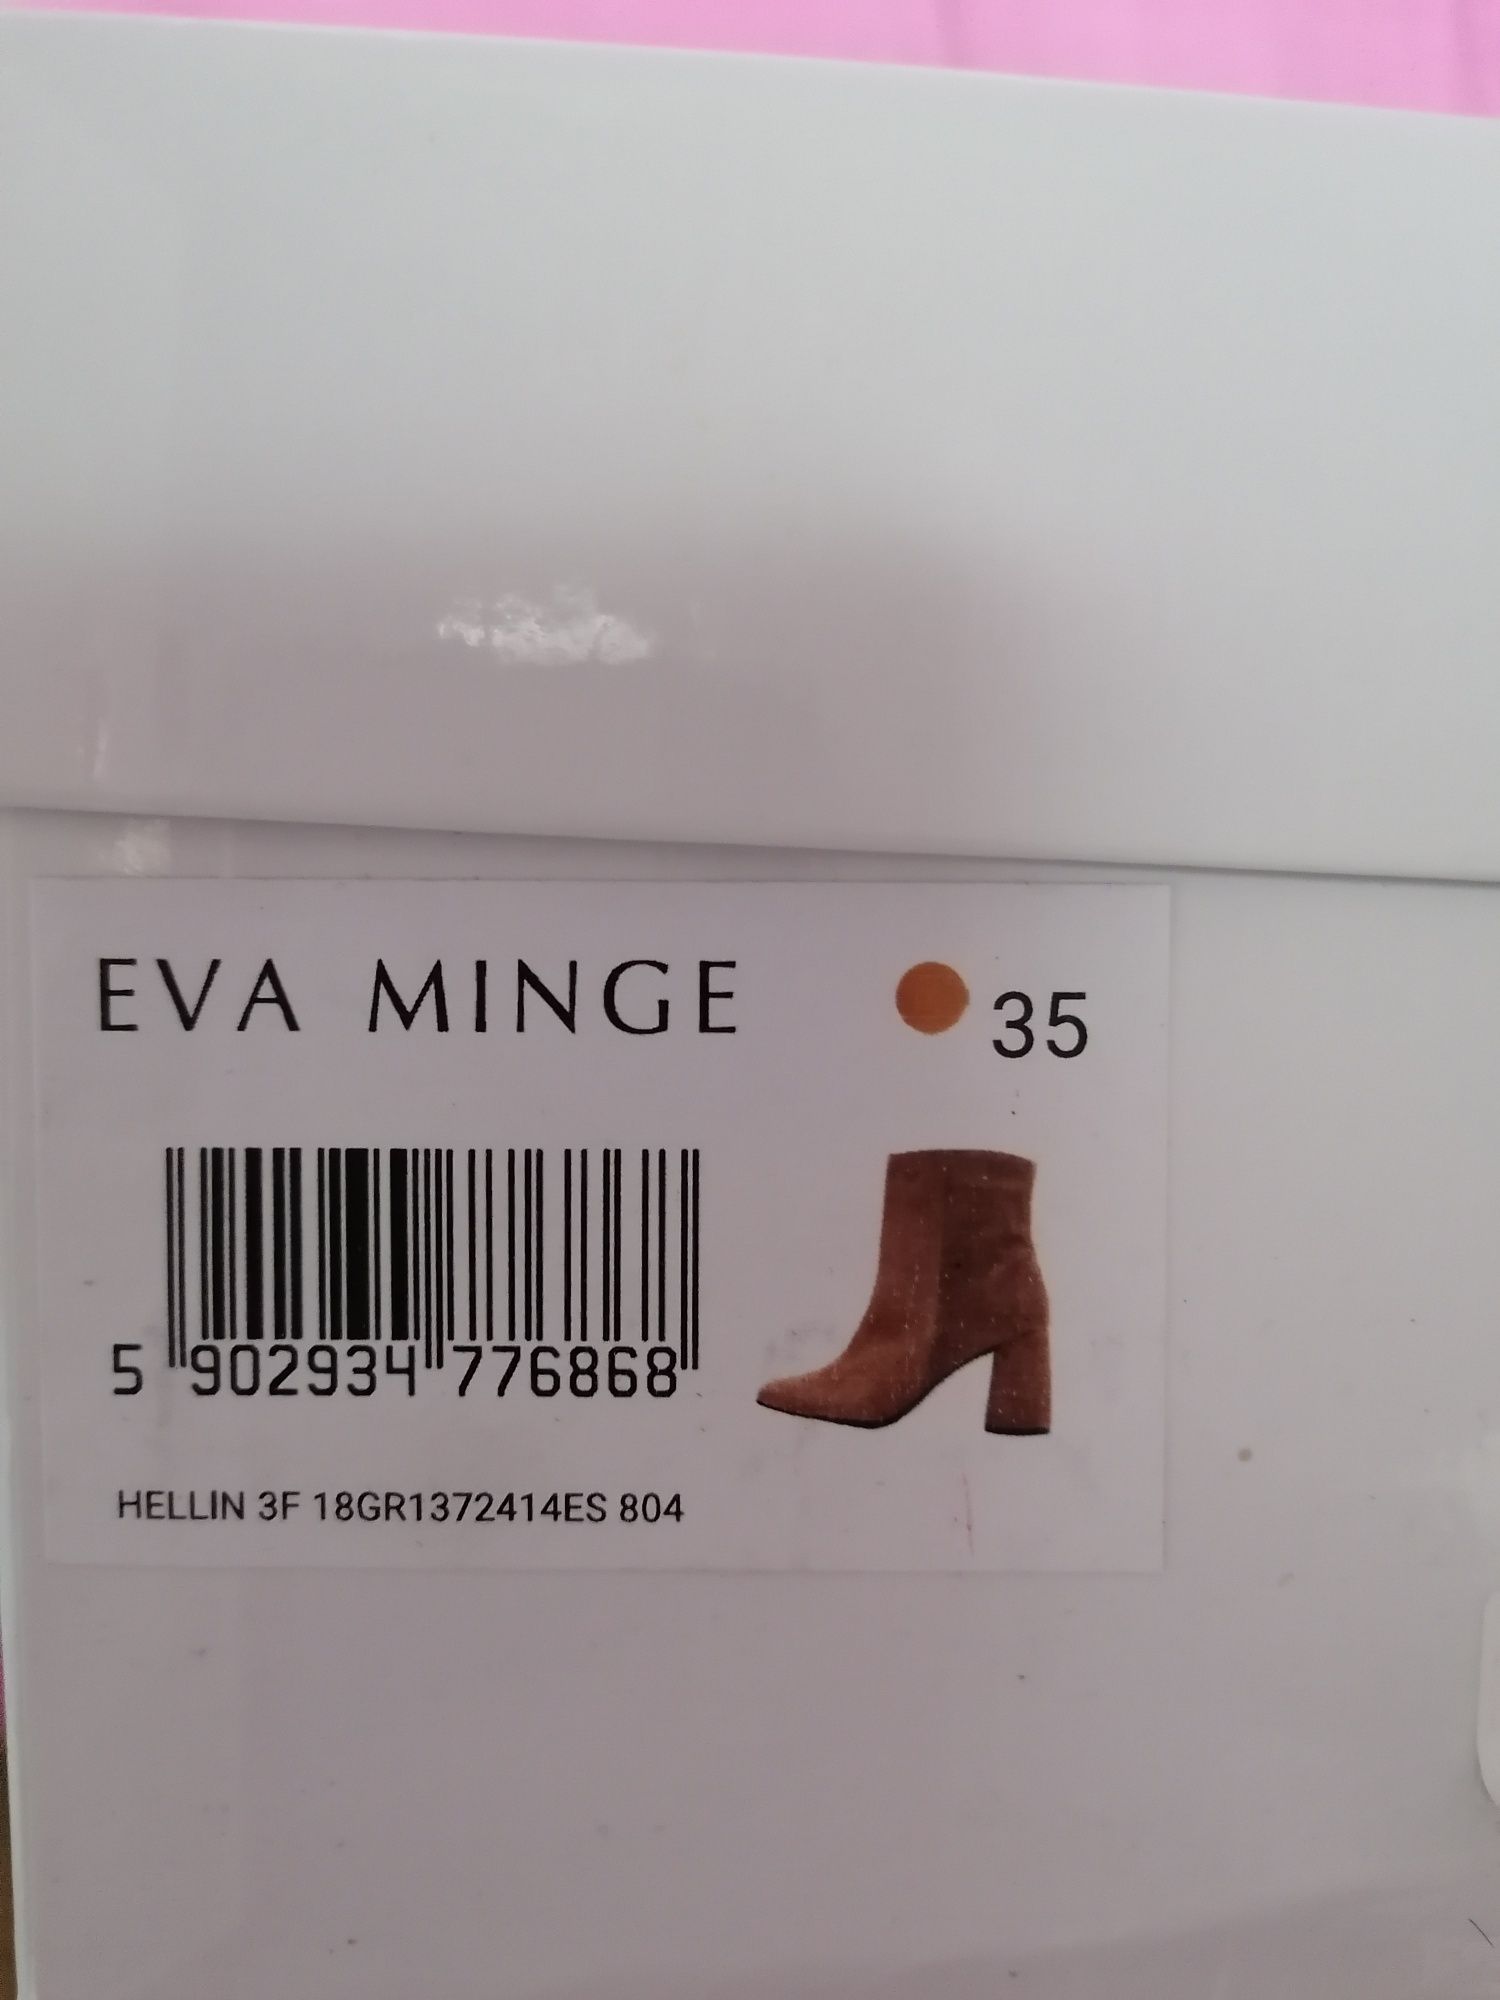 EVA MINGE
35
5 902934 776868
HELLIN 3F 18GR1372414ES 804